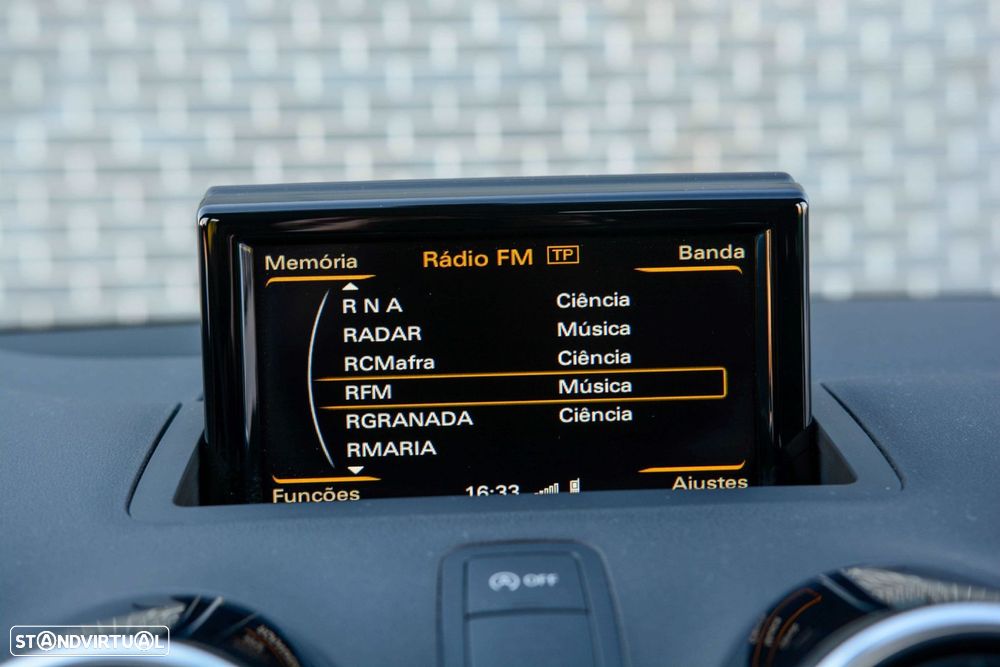 Memória Rádio FM TP Banda
R N A Ciência
RADAR Música
RCMafra Ciência
RFM Música
RGRANADA Ciência
RMARIA
Funções 16:33 Ajustes
A OFF
STANDVIRTUAL